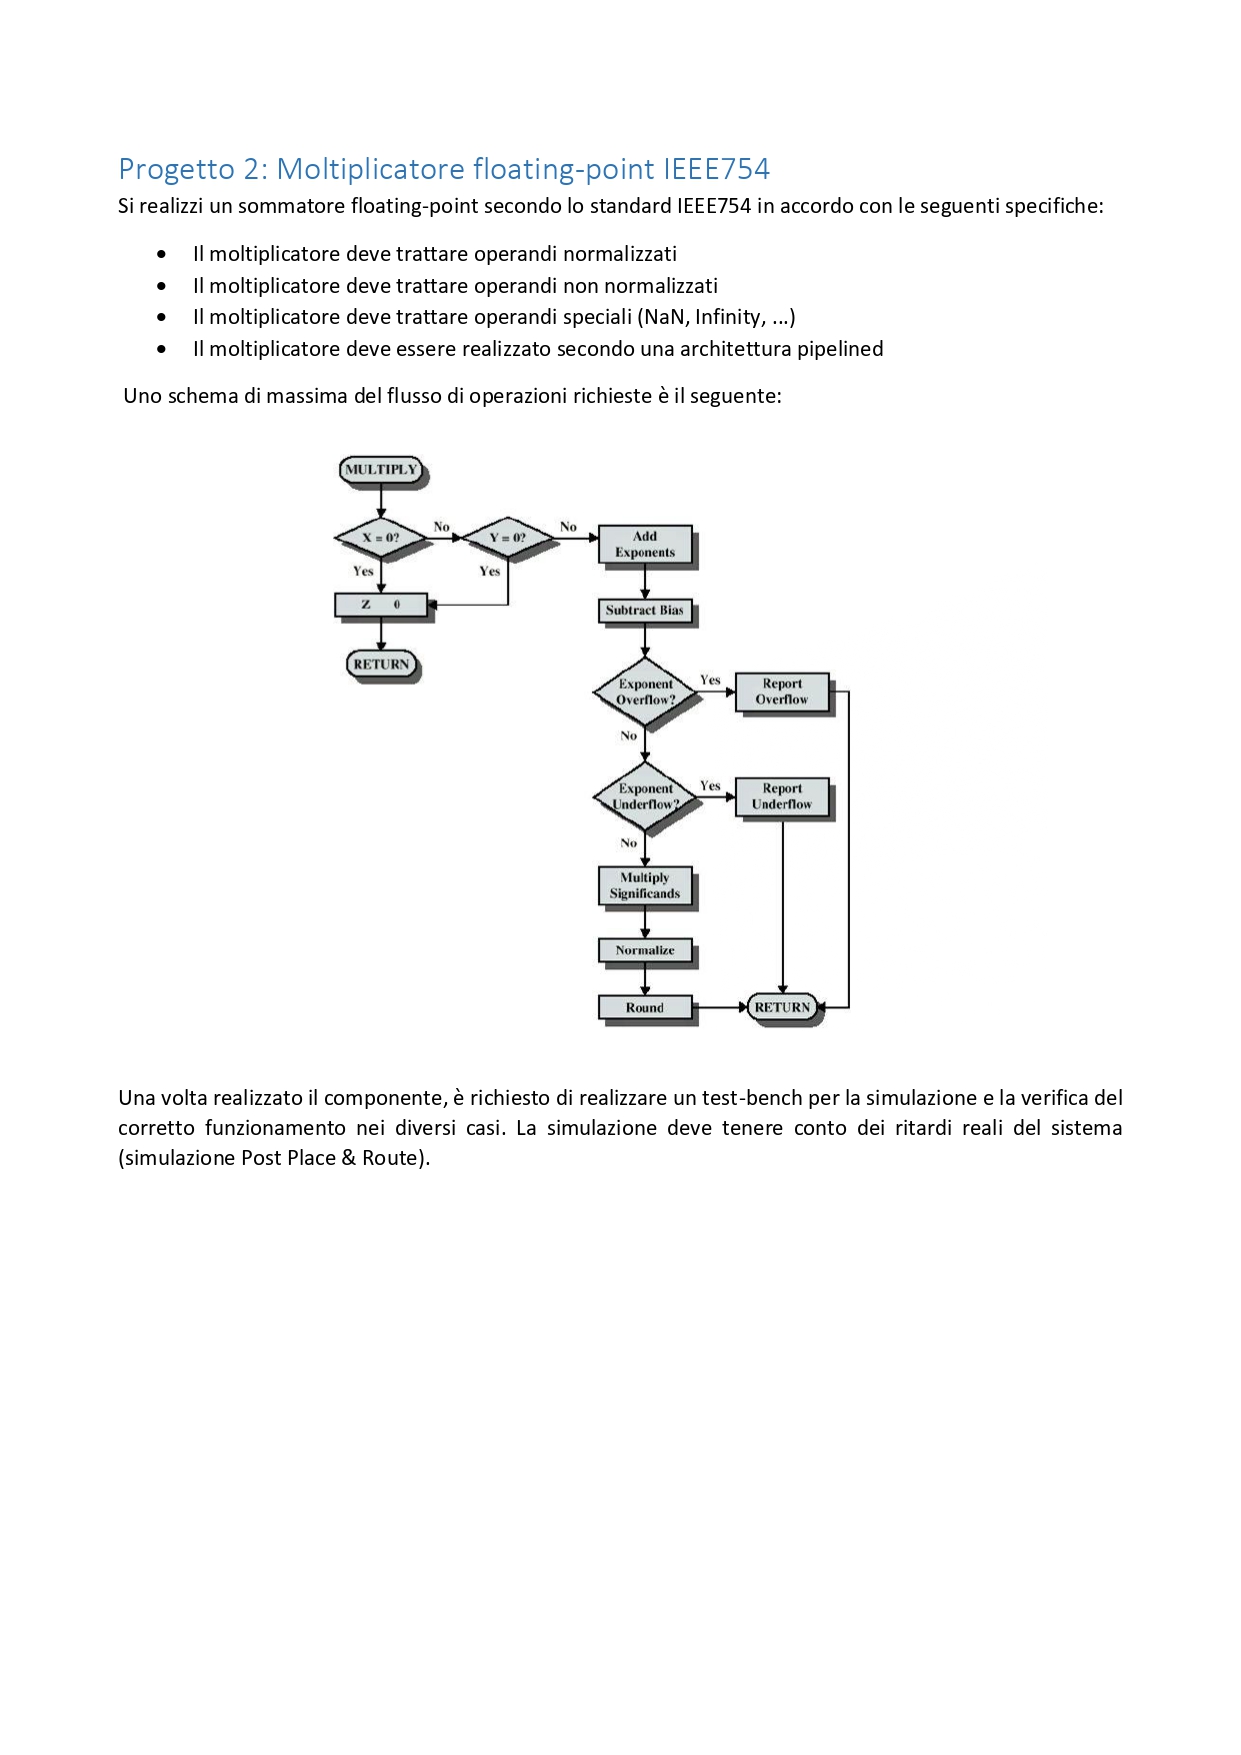 Progetto 2: Moltiplicatore floating-point IEEE754
Si realizzi un sommatore floating-point secondo lo standard IEEE754 in accordo con le seguenti specifiche:
• Il moltiplicatore deve trattare operandi normalizzati
• Il moltiplicatore deve trattare operandi non normalizzati
• Il moltiplicatore deve trattare operandi speciali (NaN, Infinity, ...)
• Il moltiplicatore deve essere realizzato secondo una architettura pipelined
Uno schema di massima del flusso di operazioni richieste è il seguente:
MULTIPLY
X = 0?
No
Y = 0?
No
Add
Exponents
Yes
Yes
Z 0
RETURN
Subtract Bias
Exponent
Overflow?
Yes
Report
Overflow
No
Exponent
Underflow?
Yes
Report
Underflow
No
Multiply
Significands
Normalize
Round
RETURN
Una volta realizzato il componente, è richiesto di realizzare un test-bench per la simulazione e la verifica del
corretto funzionamento nei diversi casi. La simulazione deve tenere conto dei ritardi reali del sistema
(simulazione Post Place & Route).